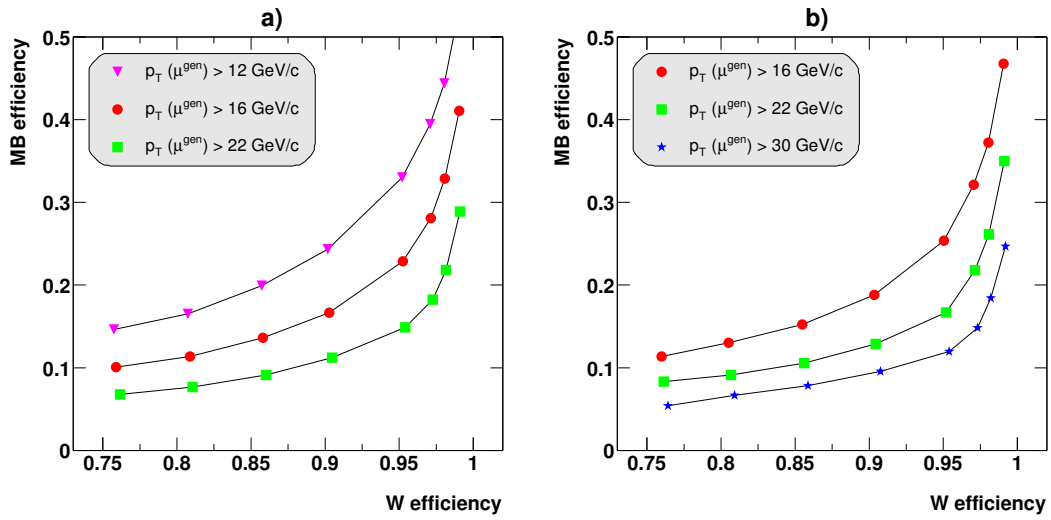 a)
MB efficiency
0.5
0.4
0.3
0.2
0.1
0
p_T (μ^gen) > 12 GeV/c
p_T (μ^gen) > 16 GeV/c
p_T (μ^gen) > 22 GeV/c
0.75 0.8 0.85 0.9 0.95 1
W efficiency
b)
MB efficiency
0.5
0.4
0.3
0.2
0.1
0
p_T (μ^gen) > 16 GeV/c
p_T (μ^gen) > 22 GeV/c
p_T (μ^gen) > 30 GeV/c
0.75 0.8 0.85 0.9 0.95 1
W efficiency